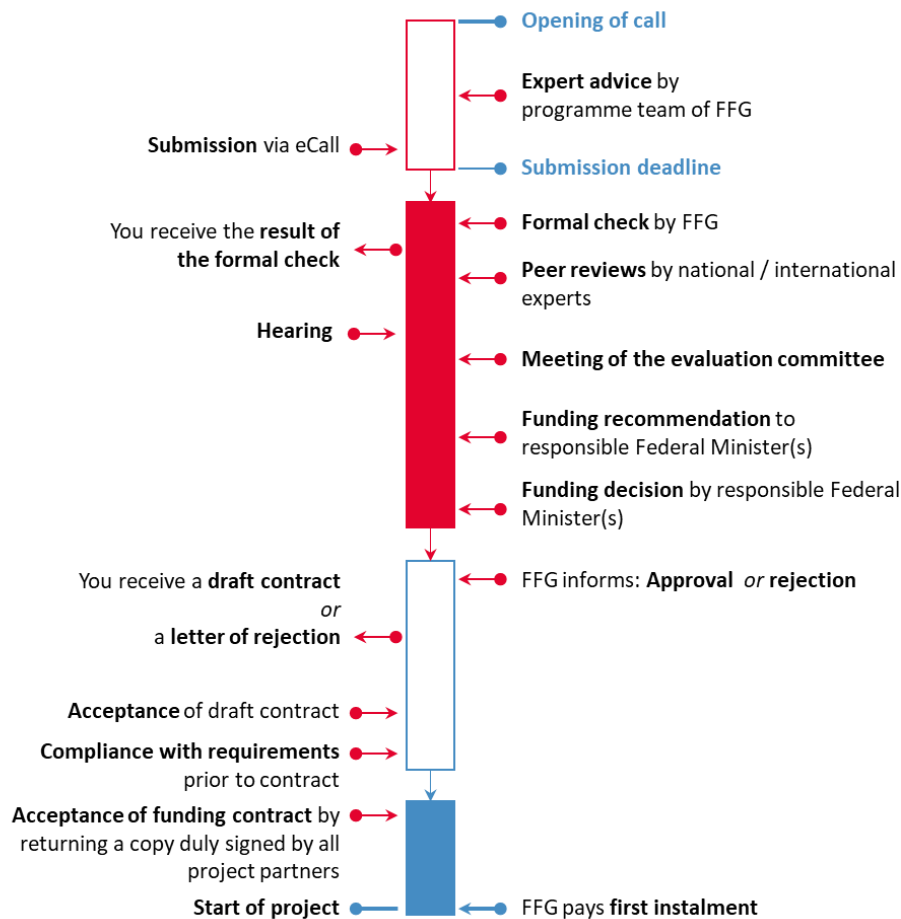 Opening of call
Expert advice by
programme team of FFG
Submission via eCall
Submission deadline
Formal check by FFG
You receive the result of
the formal check
Peer reviews by national / international
experts
Hearing
Meeting of the evaluation committee
Funding recommendation to
responsible Federal Minister(s)
Funding decision by responsible Federal
Minister(s)
You receive a draft contract
or
a letter of rejection
FFG informs: Approval or rejection
Acceptance of draft contract
Compliance with requirements
prior to contract
Acceptance of funding contract by
returning a copy duly signed by all
project partners
Start of project
FFG pays first instalment